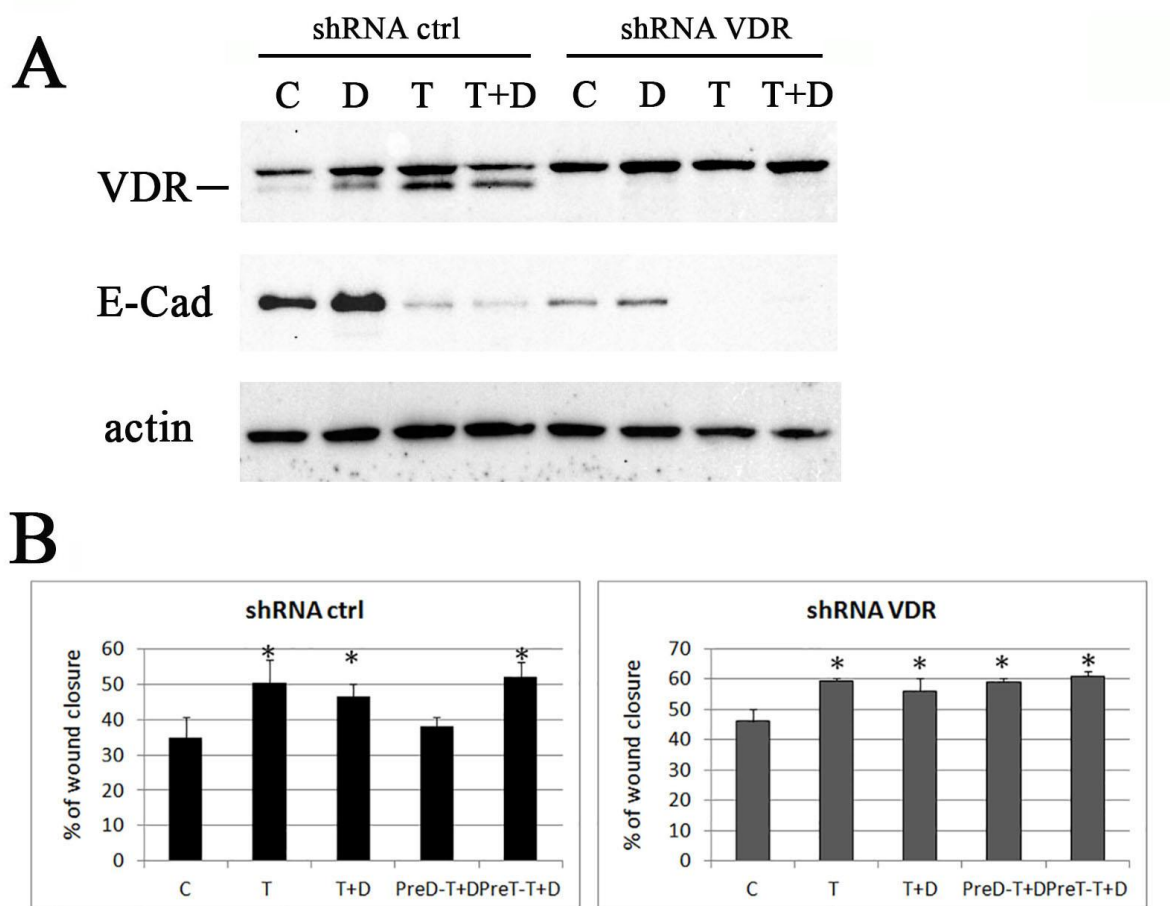 A
shRNA ctrl shRNA VDR
C D T T+D C D T T+D
VDR
E-Cad
actin
B
shRNA ctrl
% of wound closure
60
50
40
30
20
10
0
C T T+D PreD-T+D PreT-T+D
* * *
shRNA VDR
% of wound closure
70
60
50
40
30
20
10
0
C T T+D PreD-T+D PreT-T+D
* * * *